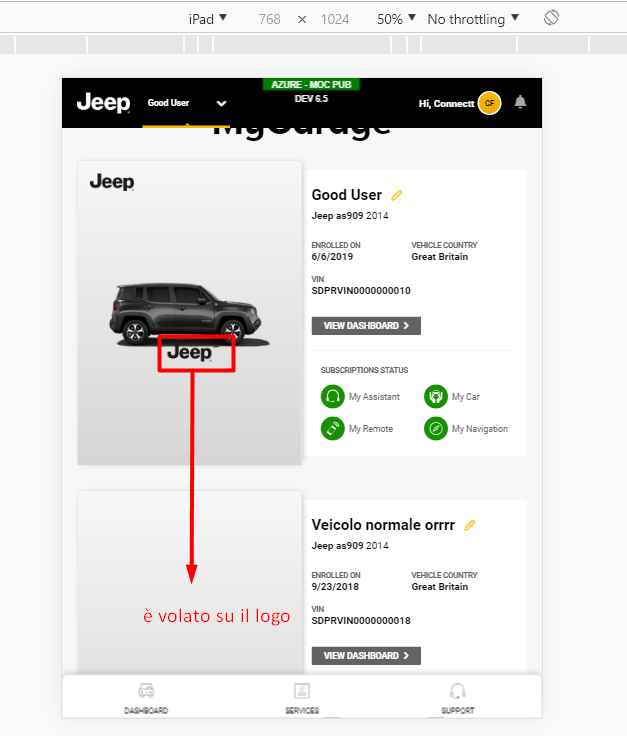 iPad 768 × 1024 50% No throttling
AZURE - MOC PUB
DEV 6.5
Jeep Good User Hi, Connectt CF
MyGarage
Jeep
Good User
Jeep as909 2014
ENROLLED ON VEHICLE COUNTRY
6/6/2019 Great Britain
VIN
SDPRVIN0000000010
VIEW DASHBOARD
Jeep
SUBSCRIPTIONS STATUS
My Assistant My Car
My Remote My Navigation
Veicolo normale orrrr
Jeep as909 2014
ENROLLED ON VEHICLE COUNTRY
9/23/2018 Great Britain
VIN
SDPRVIN0000000018
VIEW DASHBOARD
è volato su il logo
DASHBOARD SERVICES SUPPORT